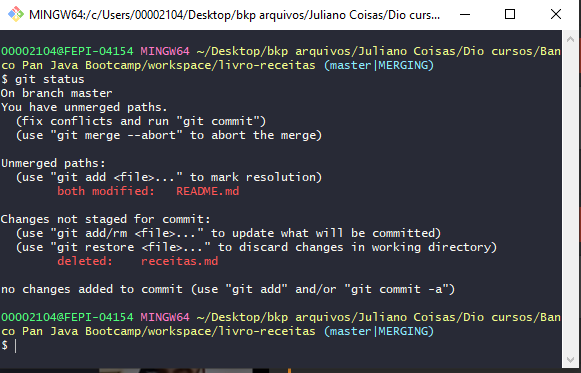 MINGW64:/c/Users/00002104/Desktop/bkp arquivos/Juliano Coisas/Dio curs...
00002104@FEPI-04154 MINGW64 ~/Desktop/bkp arquivos/Juliano Coisas/Dio cursos/Ban
co Pan Java Bootcamp/workspace/livro-receitas (master|MERGING)
$ git status
On branch master
You have unmerged paths.
  (fix conflicts and run "git commit")
  (use "git merge --abort" to abort the merge)
Unmerged paths:
  (use "git add <file>..." to mark resolution)
        both modified:   README.md
Changes not staged for commit:
  (use "git add/rm <file>..." to update what will be committed)
  (use "git restore <file>..." to discard changes in working directory)
        deleted:    receitas.md
no changes added to commit (use "git add" and/or "git commit -a")
00002104@FEPI-04154 MINGW64 ~/Desktop/bkp arquivos/Juliano Coisas/Dio cursos/Ban
co Pan Java Bootcamp/workspace/livro-receitas (master|MERGING)
$